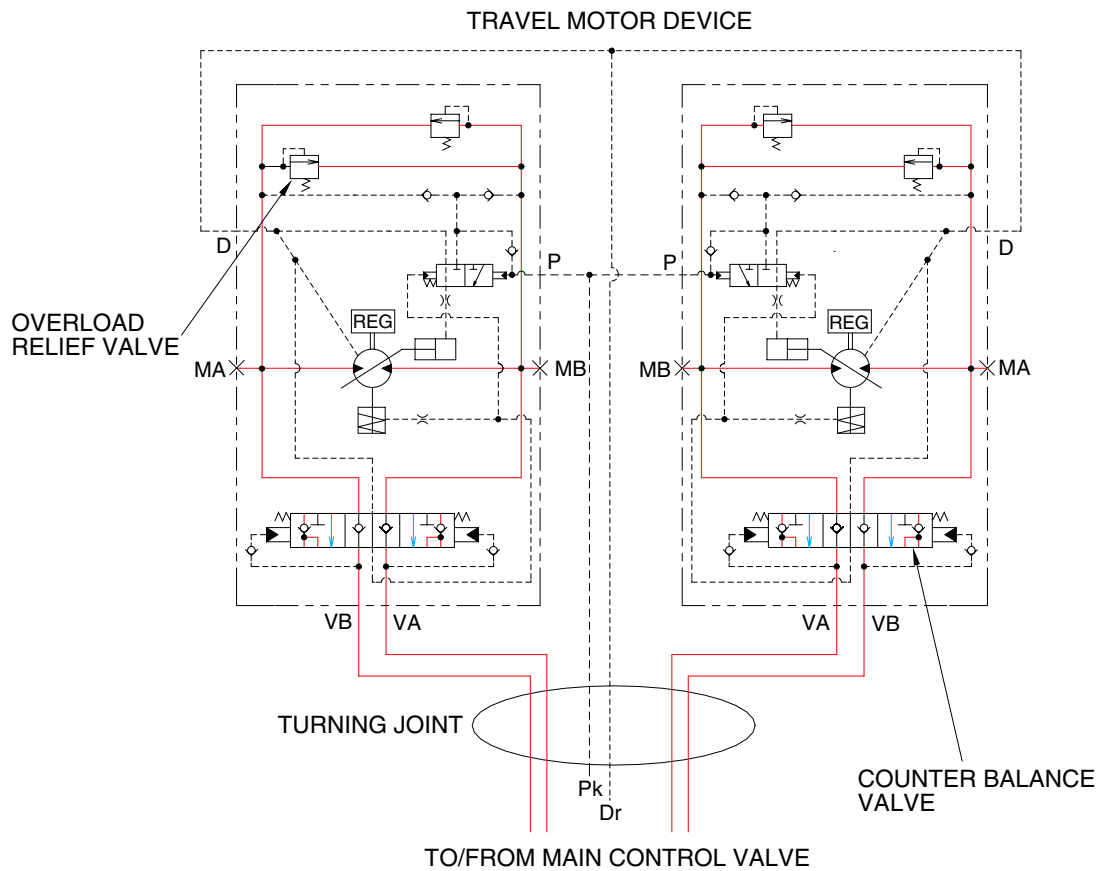 TRAVEL MOTOR DEVICE
D
P
P
D
OVERLOAD
RELIEF VALVE
REG
REG
MA
MB
MB
MA
VB
VA
VA
VB
TURNING JOINT
Pk
Dr
COUNTER BALANCE
VALVE
TO/FROM MAIN CONTROL VALVE